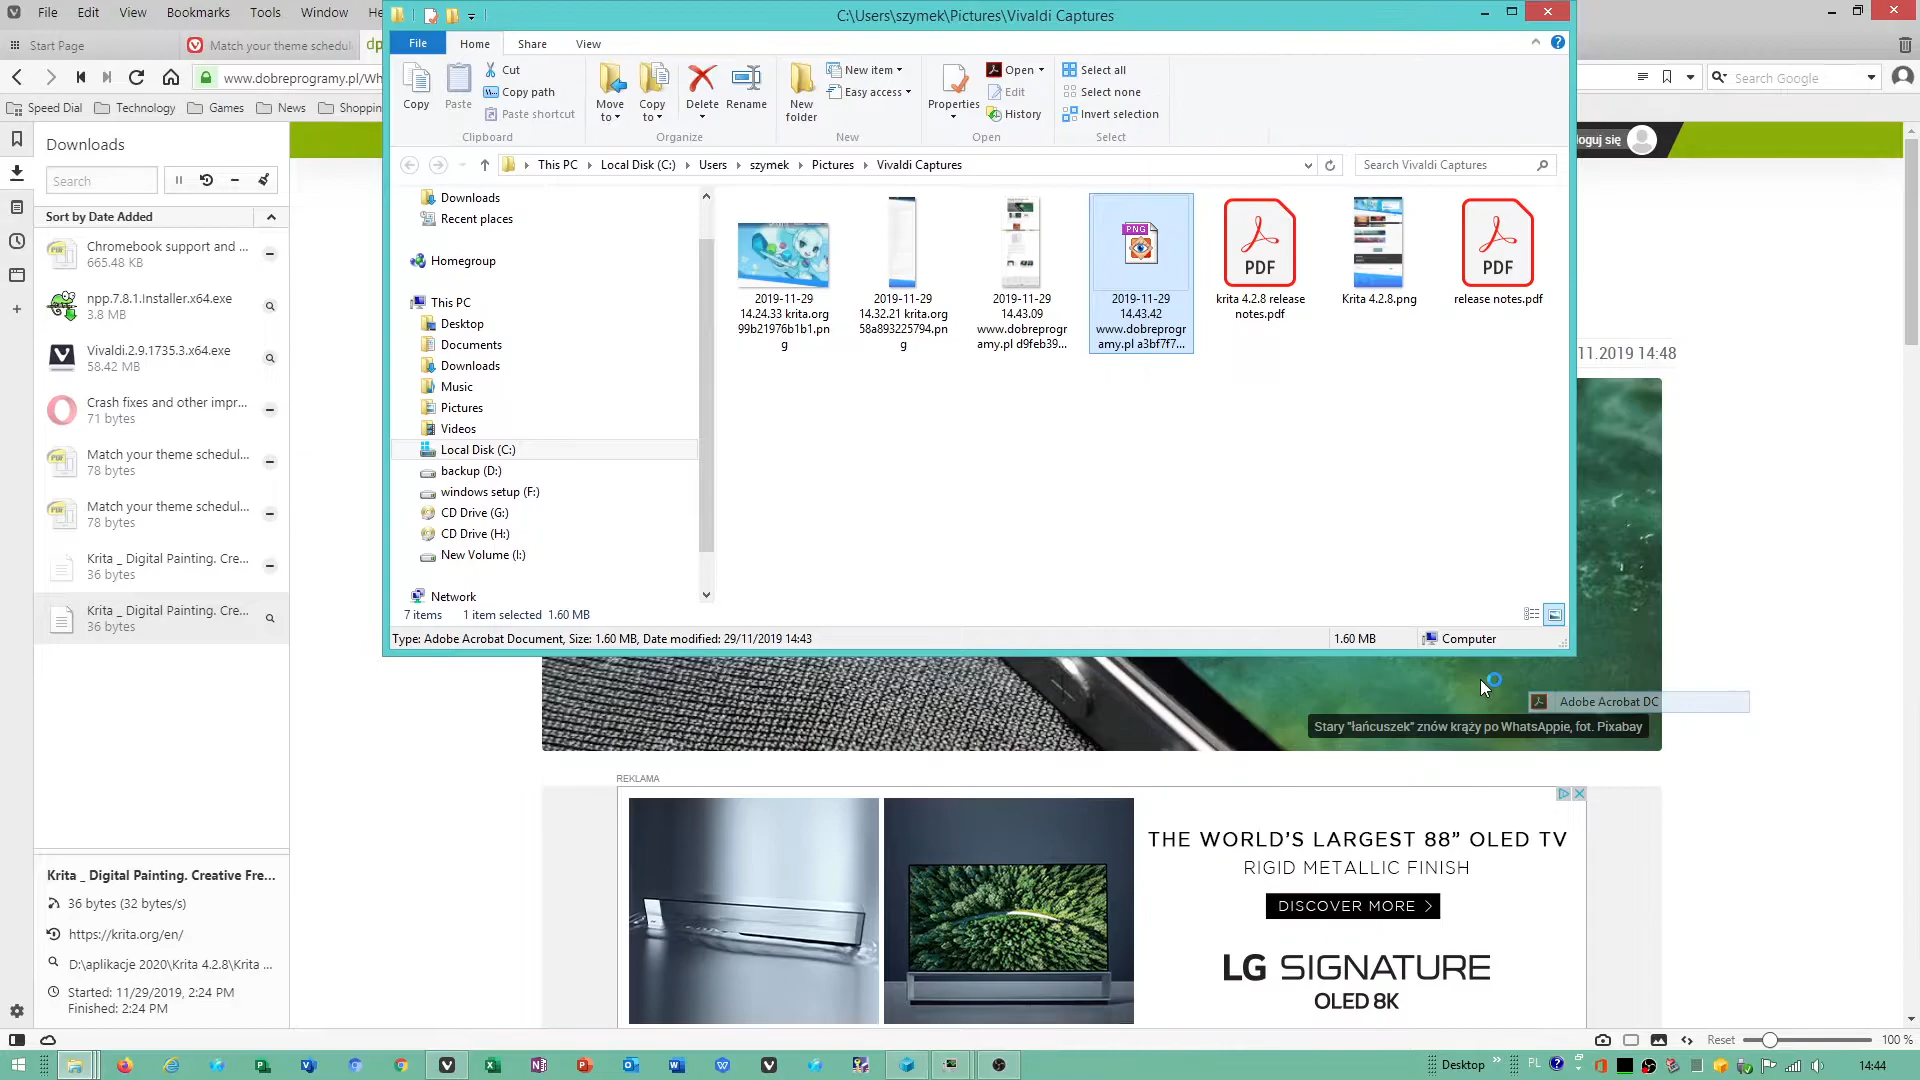 File Edit View Bookmarks Tools Window He
C:\Users\szymek\Pictures\Vivaldi Captures
Start Page
Match your theme schedul
dp
www.dobreprogramy.pl/Wh
Search Google
Speed Dial Technology Games News Shoppin
File Home Share View
Copy
Paste
Cut
Copy path
Paste shortcut
Clipboard
Move to
Copy to
Delete
Rename
Organize
New folder
New item
Easy access
New
Properties
Open
Edit
History
Open
Select all
Select none
Invert selection
Select
This PC Local Disk (C:) Users szymek Pictures Vivaldi Captures
Search Vivaldi Captures
Downloads
Recent places
Homegroup
This PC
Desktop
Documents
Downloads
Music
Pictures
Videos
Local Disk (C:)
backup (D:)
windows setup (F:)
CD Drive (G:)
CD Drive (H:)
New Volume (I:)
Network
2019-11-29
14.24.33 krita.org
99b21976b1b1.pn
g
2019-11-29
14.32.21 krita.org
58a893225794.pn
g
2019-11-29
14.43.09
www.dobreprogr
amy.pl d9feb39...
PNG
2019-11-29
14.43.42
www.dobreprogr
amy.pl a3bf7f7...
PDF
krita 4.2.8 release
notes.pdf
Krita 4.2.8.png
PDF
release notes.pdf
7 items 1 item selected 1.60 MB
Type: Adobe Acrobat Document, Size: 1.60 MB, Date modified: 29/11/2019 14:43
1.60 MB
Computer
Downloads
Search
Sort by Date Added
Chromebook support and ...
665.48 KB
npp.7.8.1.Installer.x64.exe
3.8 MB
Vivaldi.2.9.1735.3.x64.exe
58.42 MB
Crash fixes and other impr...
71 bytes
Match your theme schedul...
78 bytes
Match your theme schedul...
78 bytes
Krita _ Digital Painting. Cre...
36 bytes
Krita _ Digital Painting. Cre...
36 bytes
Krita _ Digital Painting. Creative Fre...
36 bytes (32 bytes/s)
https://krita.org/en/
D:\aplikacje 2020\Krita 4.2.8\Krita ...
Started: 11/29/2019, 2:24 PM
Finished: 2:24 PM
loguj się
11.2019 14:48
Adobe Acrobat DC
Stary "łańcuszek" znów krąży po WhatsAppie, fot. Pixabay
REKLAMA
THE WORLD'S LARGEST 88" OLED TV
RIGID METALLIC FINISH
DISCOVER MORE
LG SIGNATURE
OLED 8K
Reset
100 %
Desktop
PL
14:44